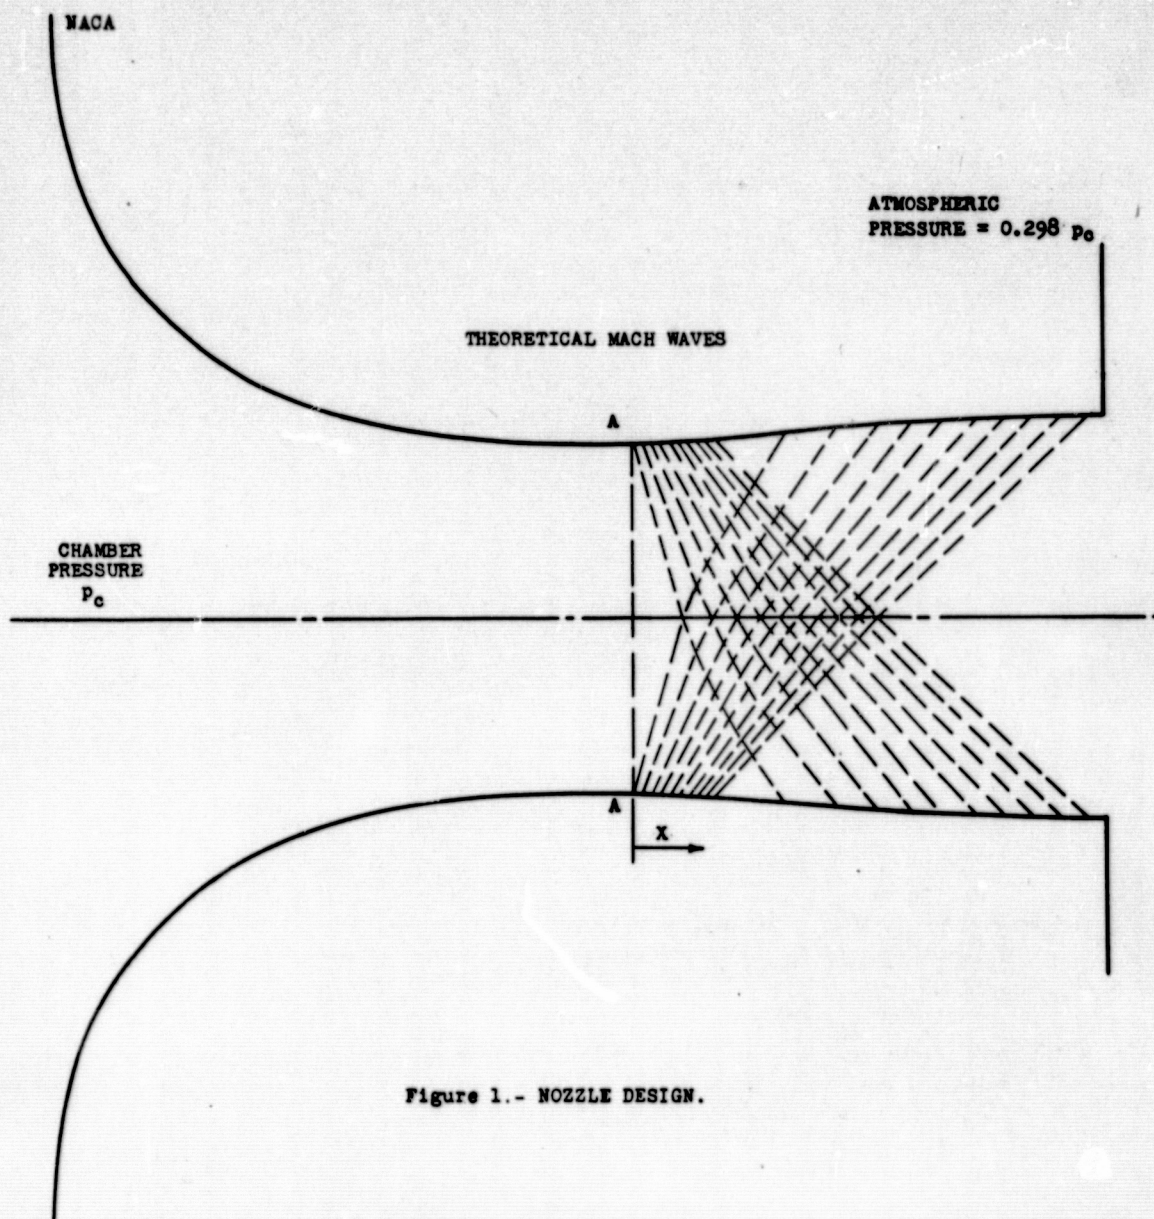 NACA
ATMOSPHERIC
PRESSURE = 0.298 pc
THEORETICAL MACH WAVES
A
CHAMBER
PRESSURE
pc
A
X
Figure 1.- NOZZLE DESIGN.